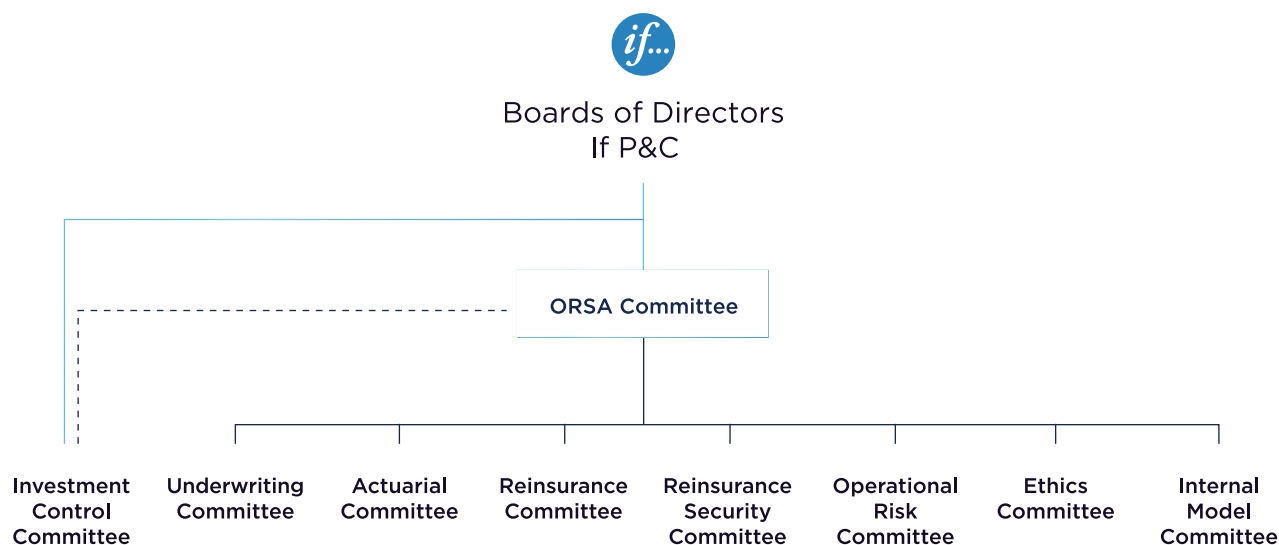 if...
Boards of Directors
If P&C
ORSA Committee
Investment
Control
Committee
Underwriting
Committee
Actuarial
Committee
Reinsurance
Committee
Reinsurance
Security
Committee
Operational
Risk
Committee
Ethics
Committee
Internal
Model
Committee